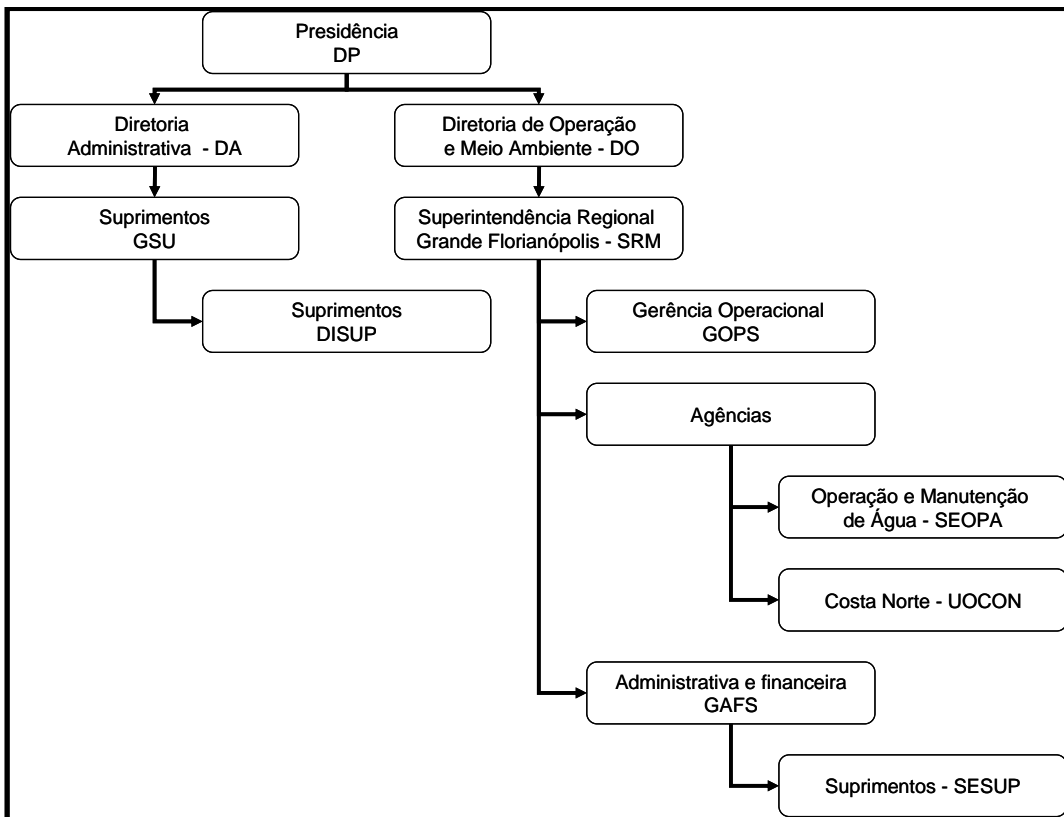 Presidência
DP
Diretoria
Administrativa - DA
Diretoria de Operação
e Meio Ambiente - DO
Suprimentos
GSU
Superintendência Regional
Grande Florianópolis - SRM
Suprimentos
DISUP
Gerência Operacional
GOPS
Agências
Operação e Manutenção
de Água - SEOPA
Costa Norte - UOCON
Administrativa e financeira
GAFS
Suprimentos - SESUP